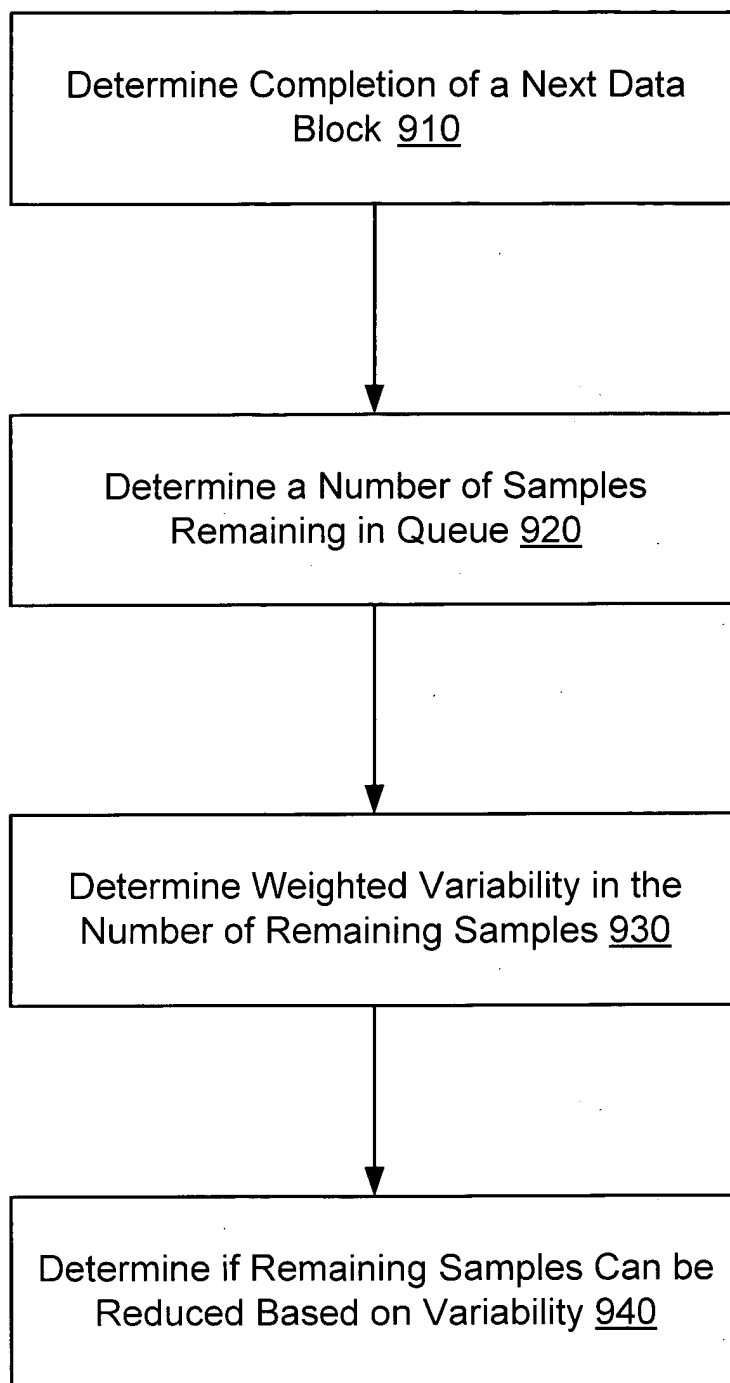 Determine Completion of a Next Data
Block 910
Determine a Number of Samples
Remaining in Queue 920
Determine Weighted Variability in the
Number of Remaining Samples 930
Determine if Remaining Samples Can be
Reduced Based on Variability 940